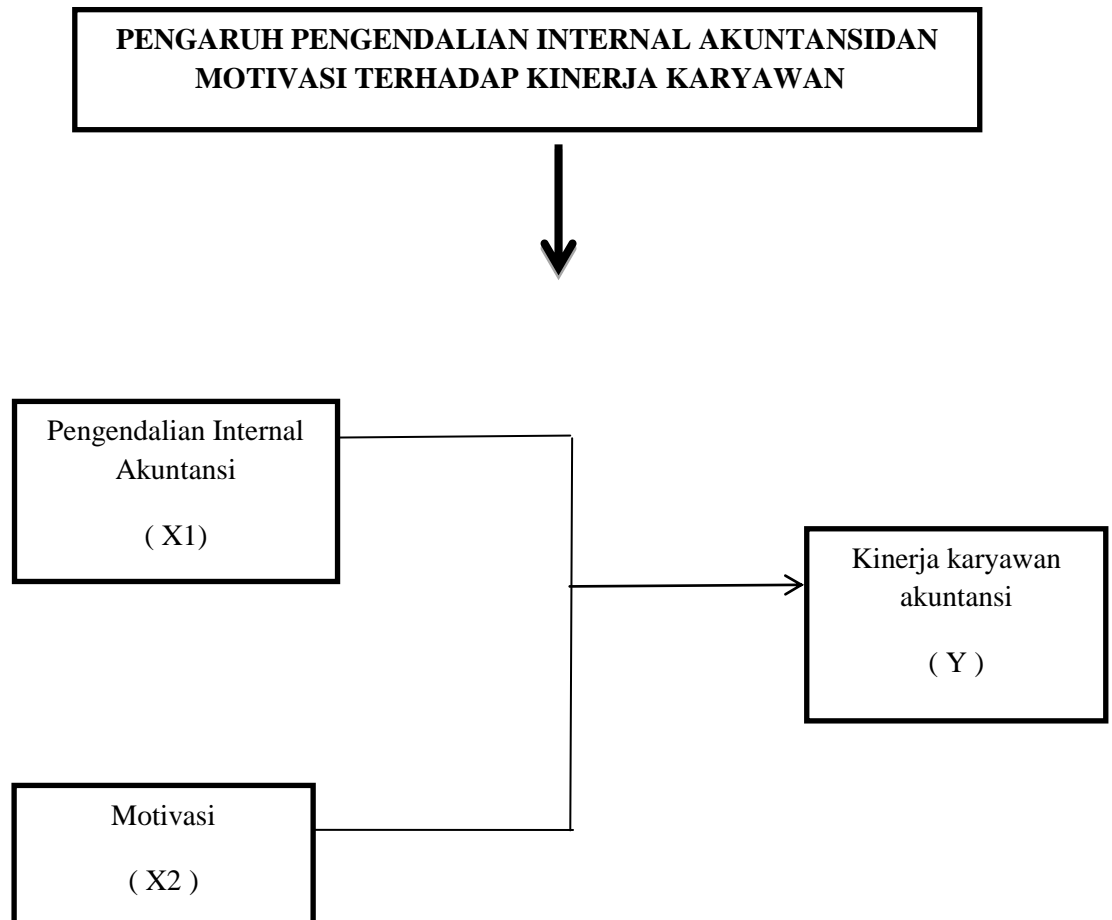 PENGARUH PENGENDALIAN INTERNAL AKUNTANSIDAN
MOTIVASI TERHADAP KINERJA KARYAWAN
Pengendalian Internal
Akuntansi
( X1)
Kinerja karyawan
akuntansi
( Y )
Motivasi
( X2 )